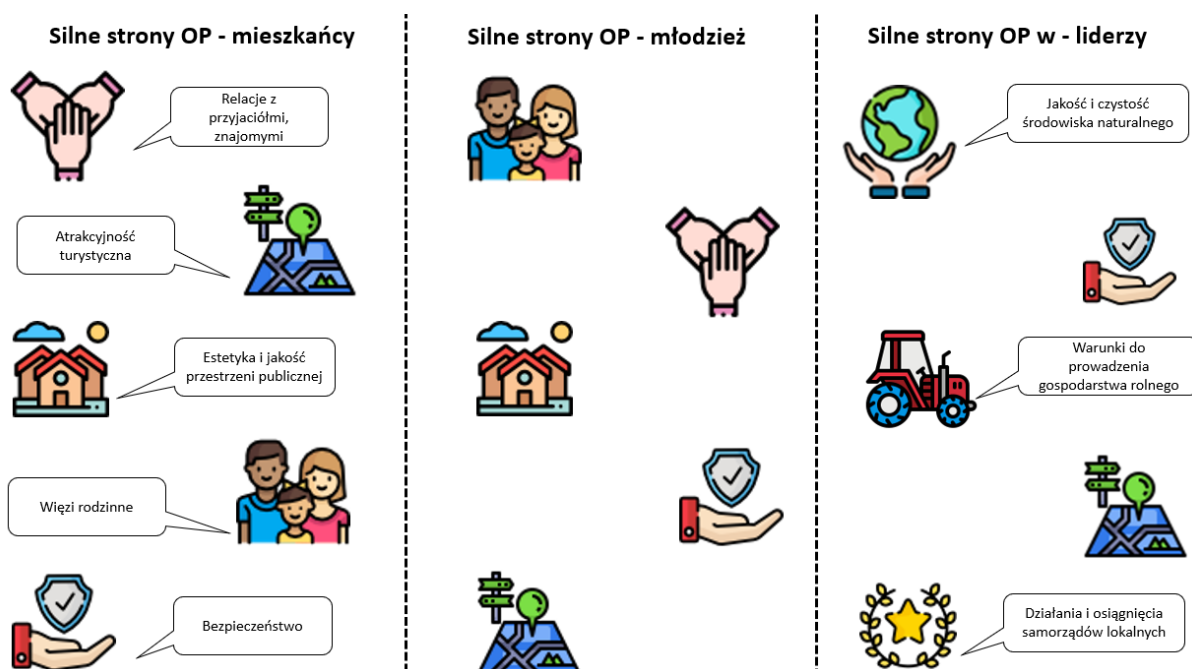 Silne strony OP - mieszkańcy
Relacje z
przyjaciółmi,
znajomymi
Atrakcyjność
turystyczna
Estetyka i jakość
przestrzeni publicznej
Więzi rodzinne
Bezpieczeństwo
Silne strony OP - młodzież
Silne strony OP w - liderzy
Jakość i czystość
środowiska naturalnego
Warunki do
prowadzenia
gospodarstwa rolnego
Działania i osiągnięcia
samorządów lokalnych